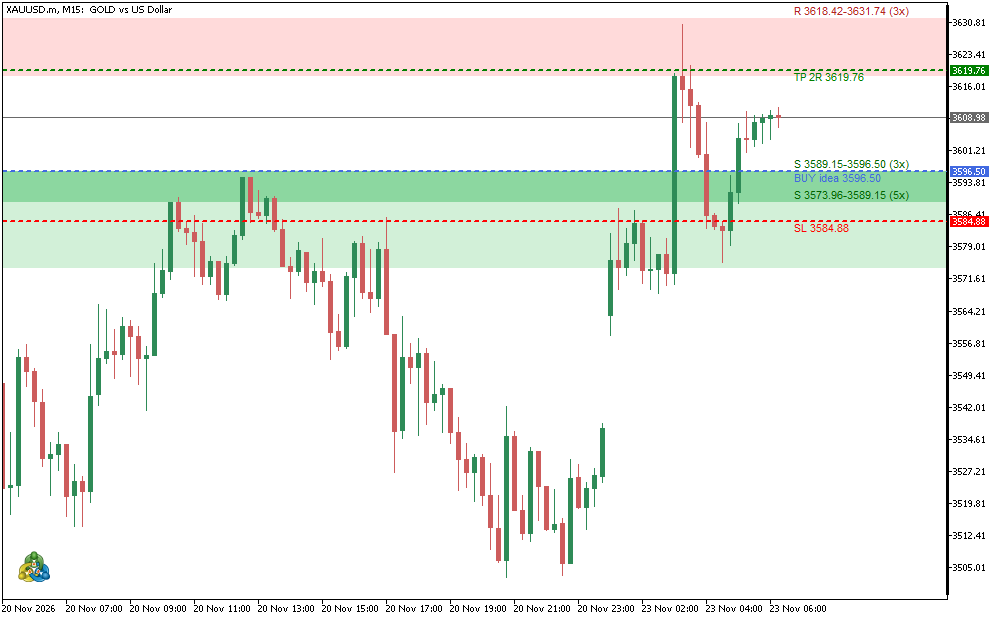 XAUUSD.m, M15:  GOLD vs US Dollar
R 3618.42-3631.74 (3x)
3630.81
3623.41
3619.76
TP 2R 3619.76
3616.01
3608.98
3601.21
S 3589.15-3596.50 (3x)
3596.50
BUY idea 3596.50
3593.81
S 3573.96-3589.15 (5x)
3586.41
3584.88
SL 3584.88
3579.01
3571.61
3564.21
3556.81
3549.41
3542.01
3534.61
3527.21
3519.81
3512.41
3505.01
20 Nov 2026
20 Nov 07:00
20 Nov 09:00
20 Nov 11:00
20 Nov 13:00
20 Nov 15:00
20 Nov 17:00
20 Nov 19:00
20 Nov 21:00
20 Nov 23:00
23 Nov 02:00
23 Nov 04:00
23 Nov 06:00